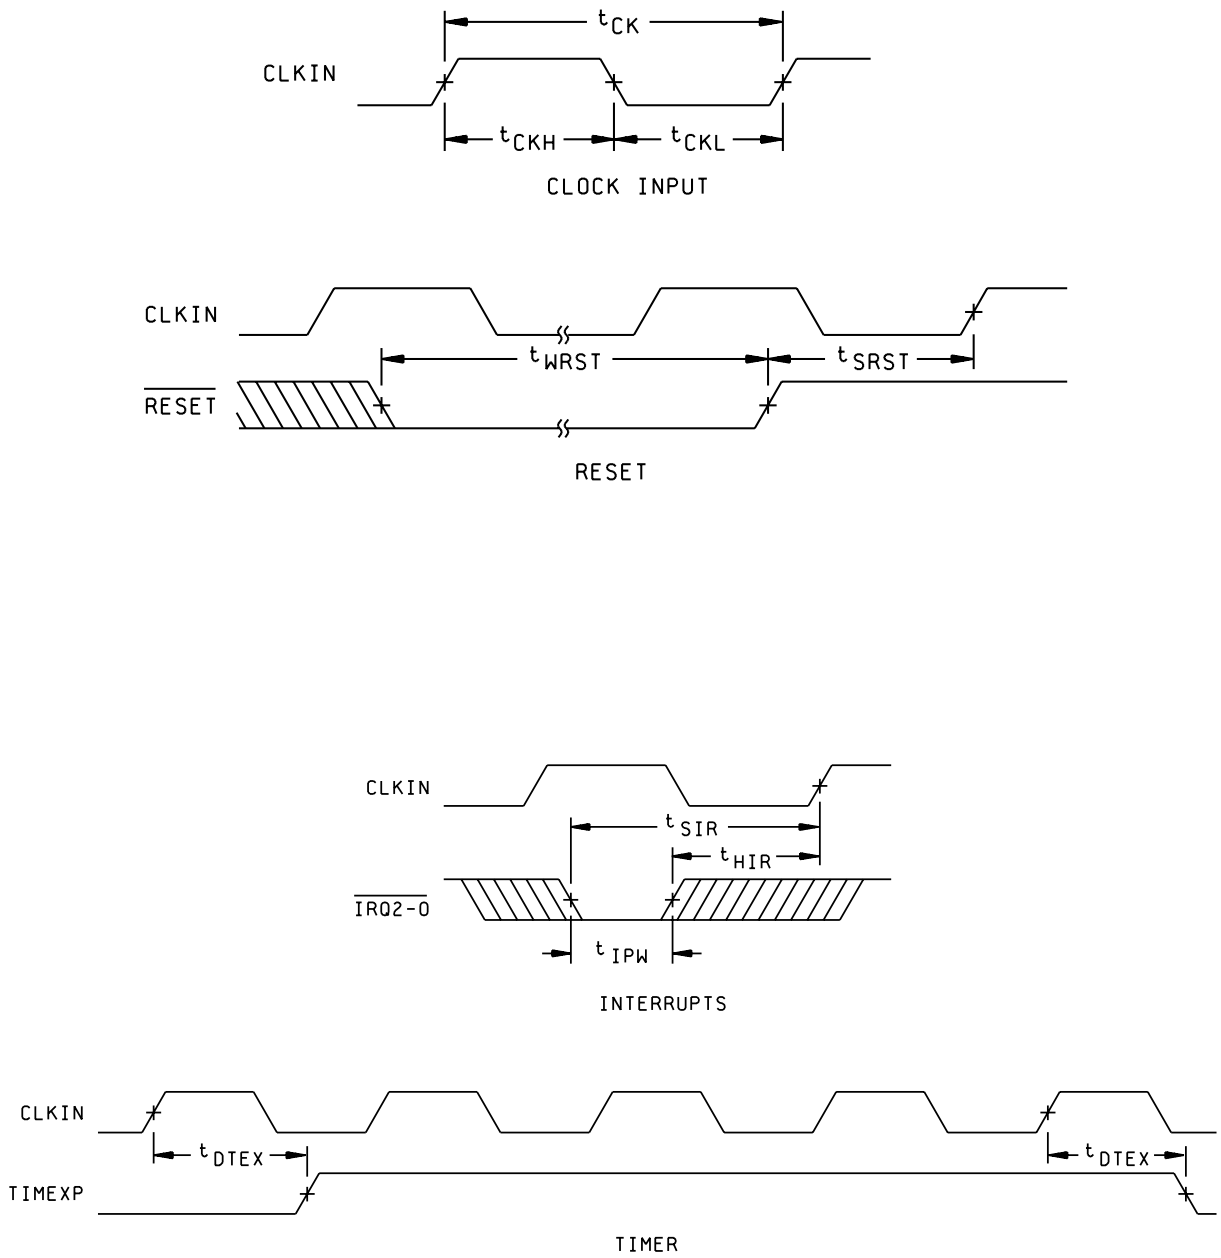 tCK
CLKIN
tCKH tCKL
CLOCK INPUT
CLKIN
tWRST tSRST
RESET
RESET
CLKIN
tSIR
tHIR
IRQ2-0
tIPW
INTERRUPTS
CLKIN
tDTEX tDTEX
TIMEXP
TIMER